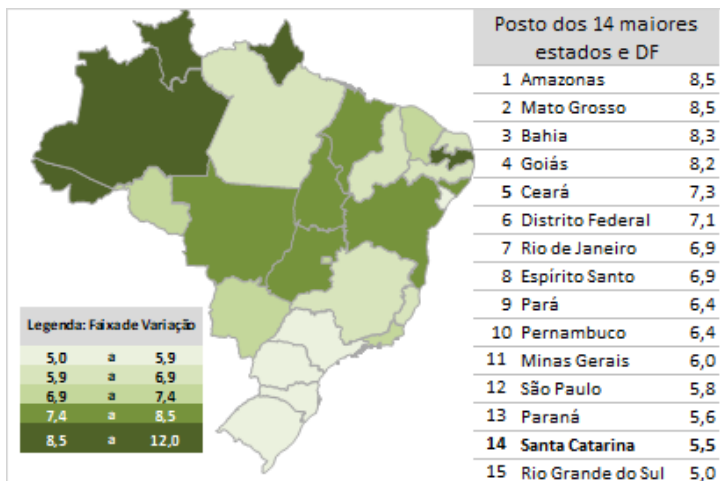 Posto dos 14 maiores
estados e DF
1 Amazonas 8,5
2 Mato Grosso 8,5
3 Bahia 8,3
4 Goiás 8,2
5 Ceará 7,3
6 Distrito Federal 7,1
7 Rio de Janeiro 6,9
8 Espírito Santo 6,9
9 Pará 6,4
10 Pernambuco 6,4
11 Minas Gerais 6,0
12 São Paulo 5,8
13 Paraná 5,6
14 Santa Catarina 5,5
15 Rio Grande do Sul 5,0
Legenda: Faixa de Variação
5,0 a 5,9
5,9 a 6,9
6,9 a 7,4
7,4 a 8,5
8,5 a 12,0